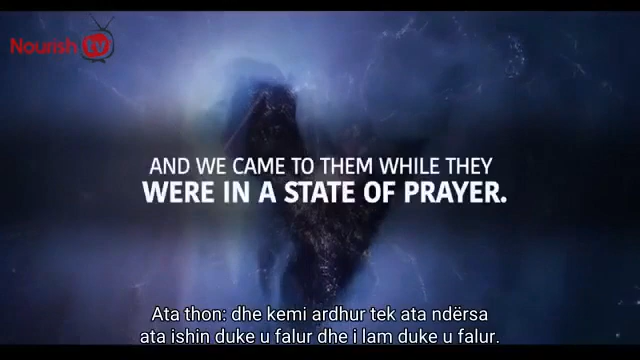 Nourish tv
AND WE CAME TO THEM WHILE THEY
WERE IN A STATE OF PRAYER.
Ata thon: dhe kemi ardhur tek ata ndërsa
ata ishin duke u falur dhe i lam duke u falur.